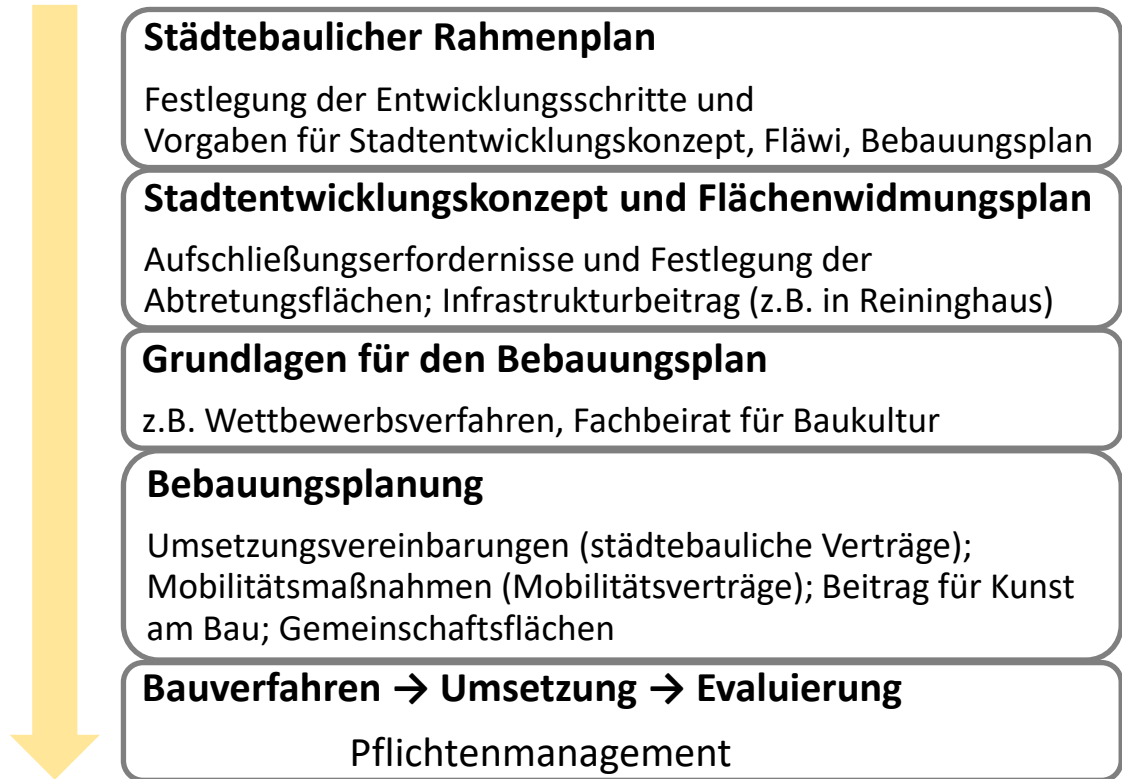 Städtebaulicher Rahmenplan
Festlegung der Entwicklungsschritte und
Vorgaben für Stadtentwicklungskonzept, Fläwi, Bebauungsplan
Stadtentwicklungskonzept und Flächenwidmungsplan
Aufschließungserfordernisse und Festlegung der
Abtretungsflächen; Infrastrukturbeitrag (z.B. in Reininghaus)
Grundlagen für den Bebauungsplan
z.B. Wettbewerbsverfahren, Fachbeirat für Baukultur
Bebauungsplanung
Umsetzungsvereinbarungen (städtebauliche Verträge);
Mobilitätsmaßnahmen (Mobilitätsverträge); Beitrag für Kunst
am Bau; Gemeinschaftsflächen
Bauverfahren → Umsetzung → Evaluierung
Pflichtenmanagement